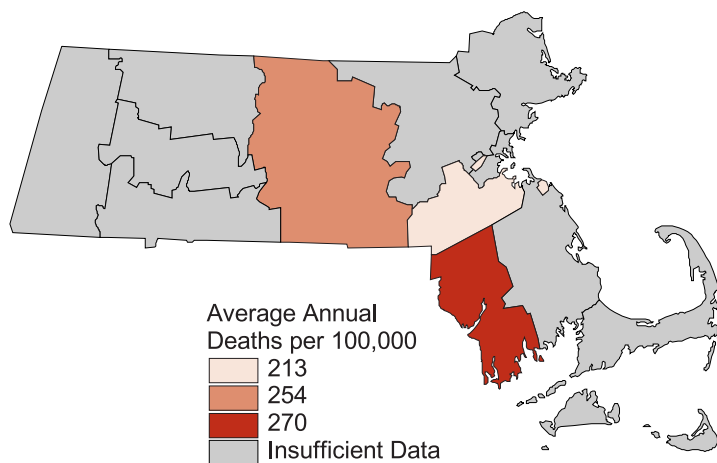 Average Annual
Deaths per 100,000
213
254
270
Insufficient Data